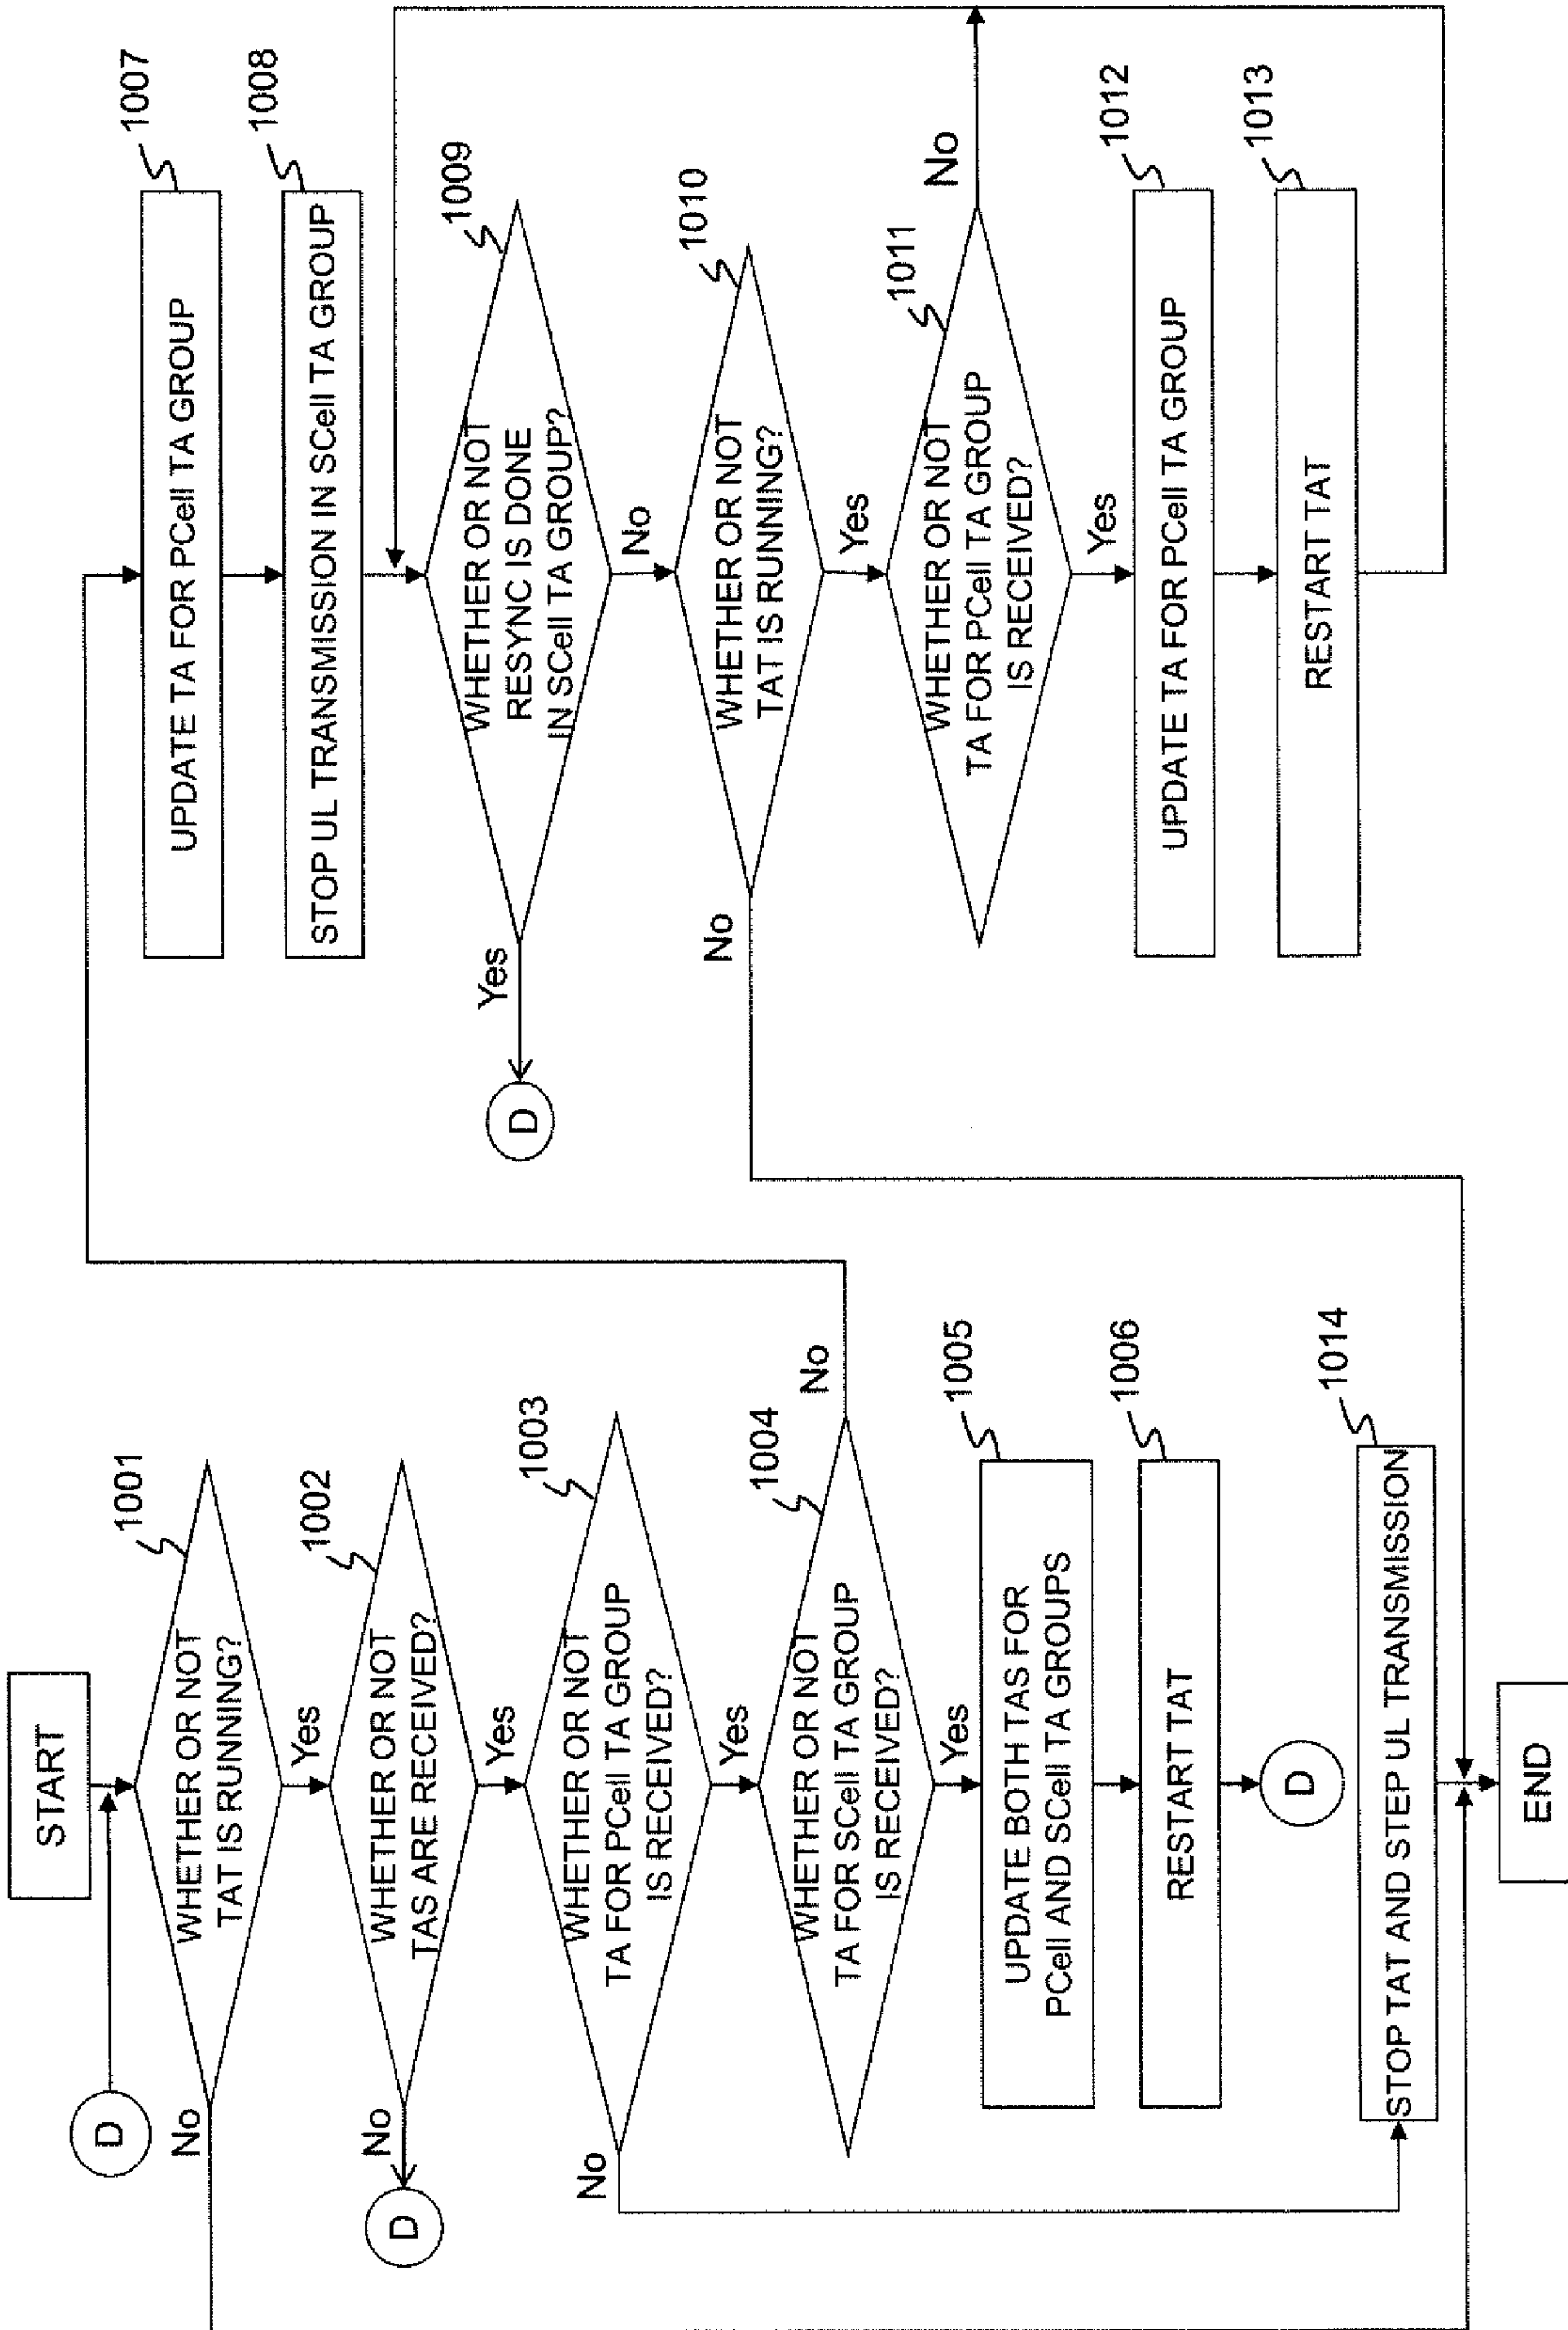 START
D
WHETHER OR NOT
TAT IS RUNNING?
1001
No
Yes
WHETHER OR NOT
TAS ARE RECEIVED?
1002
No
D
Yes
WHETHER OR NOT
TA FOR PCell TA GROUP
IS RECEIVED?
1003
No
Yes
WHETHER OR NOT
TA FOR SCell TA GROUP
IS RECEIVED?
1004
No
Yes
UPDATE BOTH TAS FOR
PCell AND SCell TA GROUPS
1005
RESTART TAT
1006
D
STOP TAT AND STEP UL TRANSMISSION
1014
END
UPDATE TA FOR PCell TA GROUP
1007
STOP UL TRANSMISSION IN SCell TA GROUP
1008
WHETHER OR NOT
RESYNC IS DONE
IN SCell TA GROUP?
1009
Yes
D
No
WHETHER OR NOT
TAT IS RUNNING?
1010
No
Yes
WHETHER OR NOT
TA FOR PCell TA GROUP
IS RECEIVED?
1011
No
Yes
UPDATE TA FOR PCell TA GROUP
1012
RESTART TAT
1013